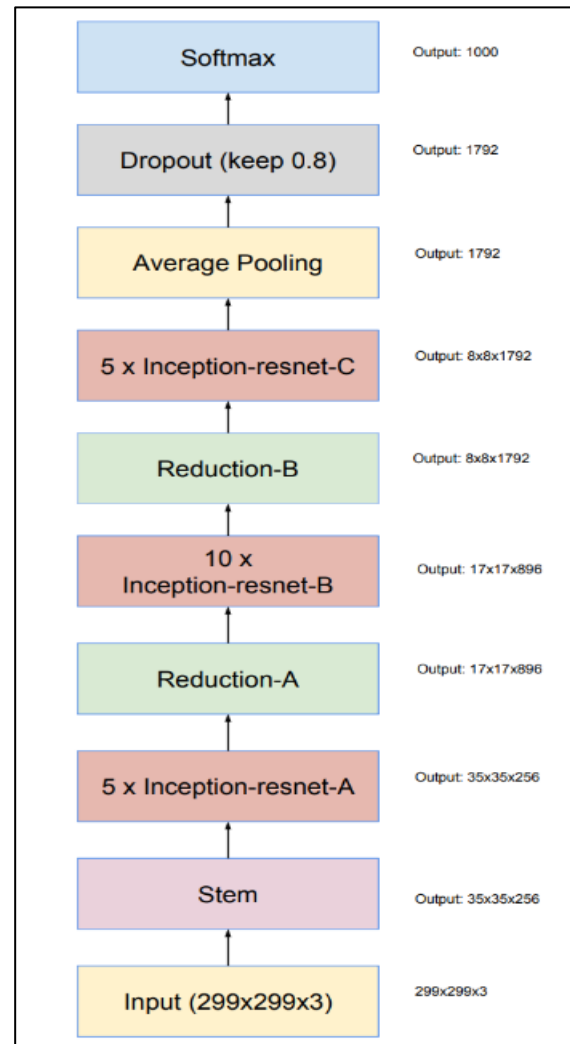 Softmax
Output: 1000
Dropout (keep 0.8)
Output: 1792
Average Pooling
Output: 1792
5 x Inception-resnet-C
Output: 8x8x1792
Reduction-B
Output: 8x8x1792
10 x
Inception-resnet-B
Output: 17x17x896
Reduction-A
Output: 17x17x896
5 x Inception-resnet-A
Output: 35x35x256
Stem
Output: 35x35x256
Input (299x299x3)
299x299x3